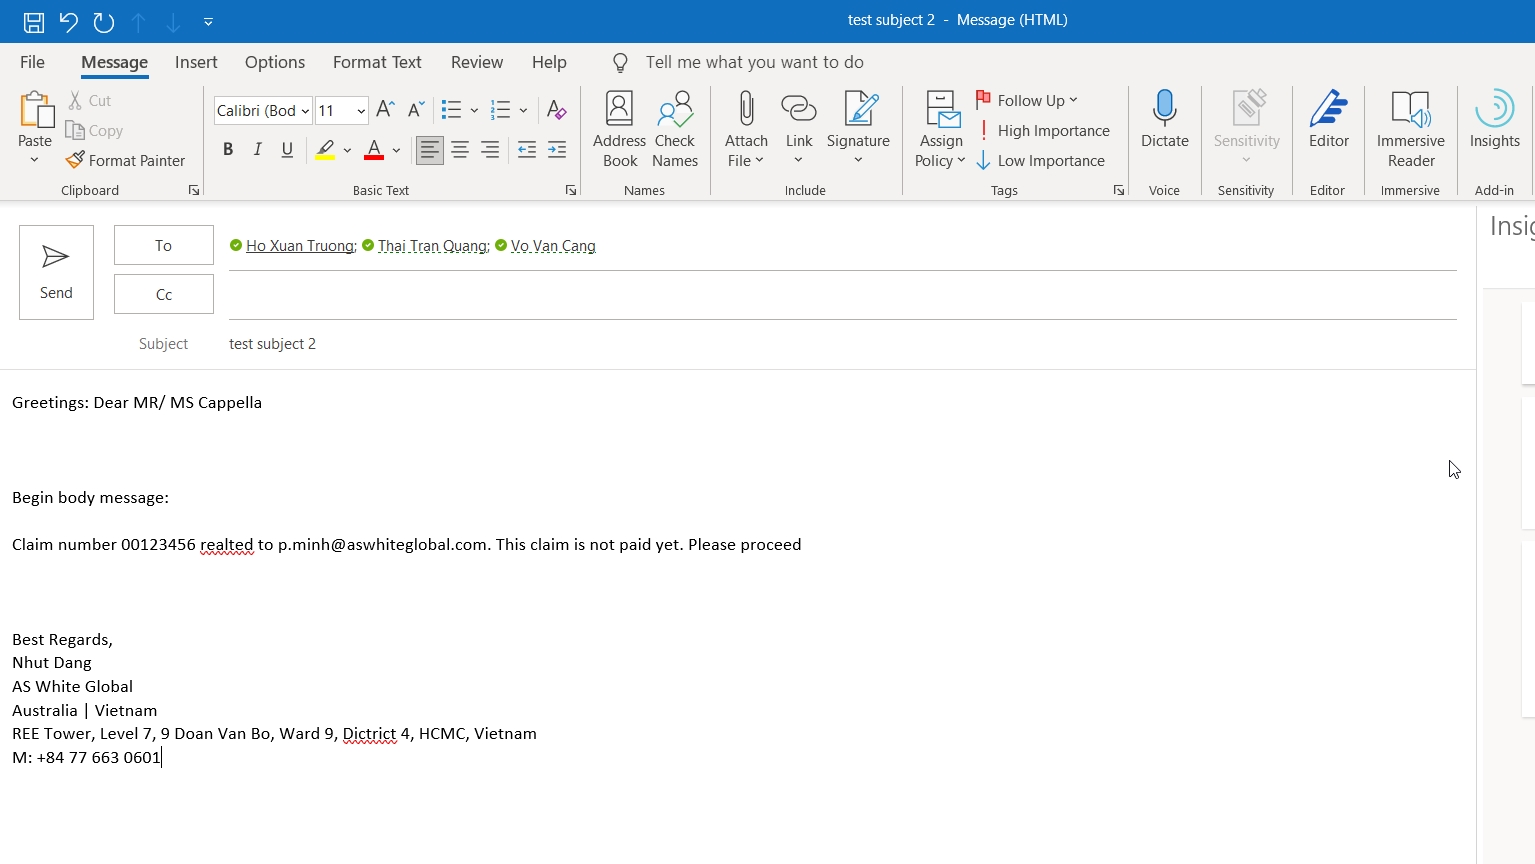 test subject 2 - Message (HTML)
File Message Insert Options Format Text Review Help Tell me what you want to do
Paste
Cut
Copy
Format Painter
Clipboard
Calibri (Bod 11
B I U A
Basic Text
Address Book
Check Names
Names
Attach File
Link
Signature
Include
Assign Policy
Follow Up
High Importance
Low Importance
Tags
Dictate
Voice
Sensitivity
Sensitivity
Editor
Editor
Immersive Reader
Immersive
Insights
Add-in
Send
To Ho Xuan Truong; Thai Tran Quang; Vo Van Cang
Cc
Subject test subject 2
Greetings: Dear MR/ MS Cappella
Begin body message:
Claim number 00123456 realted to p.minh@aswhiteglobal.com. This claim is not paid yet. Please proceed
Best Regards,
Nhut Dang
AS White Global
Australia | Vietnam
REE Tower, Level 7, 9 Doan Van Bo, Ward 9, Dictrict 4, HCMC, Vietnam
M: +84 77 663 0601